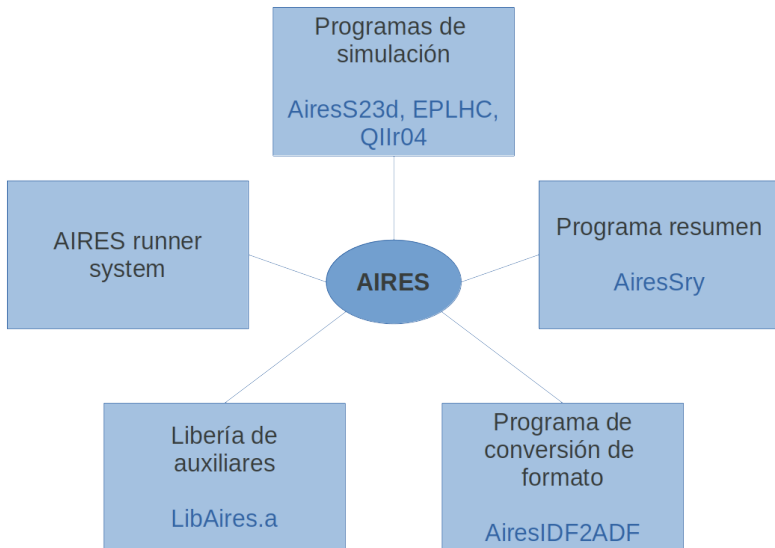 Programas de
simulación
AiresS23d, EPLHC,
QIIr04
AIRES runner
system
Programa resumen
AiresSry
AIRES
Libería de
auxiliares
LibAires.a
Programa de
conversión de
formato
AiresIDF2ADF